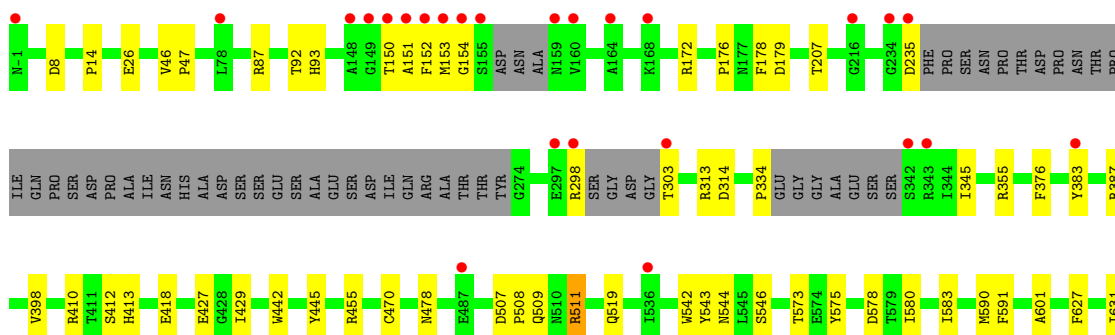 N-1 D8 P14 E26 V46 P47 L78 R87 T92 H93 A148 G149 T150 A151 F152 M153 G154 S155 ASP ASN ALA N159 V160 A164 K168 R172 P176 N177 F178 D179 T207 G216 G234 D235 PHE PRO SER ASN PRO THR ASP PRO ASN THR PRO
ILE GLN PRO SER ASP PRO ALA ILE ASN HIS ALA ASP SER SER GLU SER ALA GLU SER ASP ILE GLN ARG ALA THR THR TYR G274 E297 R298 SER GLY ASP GLY T303 R313 D314 P334 GLU GLY GLY ALA GLU SER SER S342 R343 I344 I345 R355 F376 Y383
V398 R410 T411 S412 H413 E418 E427 G428 I429 W442 Y445 R455 C470 N478 E487 D507 P508 Q509 N510 R511 Q519 I536 W542 Y543 N544 L545 S546 T573 E574 Y575 D578 T579 I580 I583 M590 F591 A601 F627